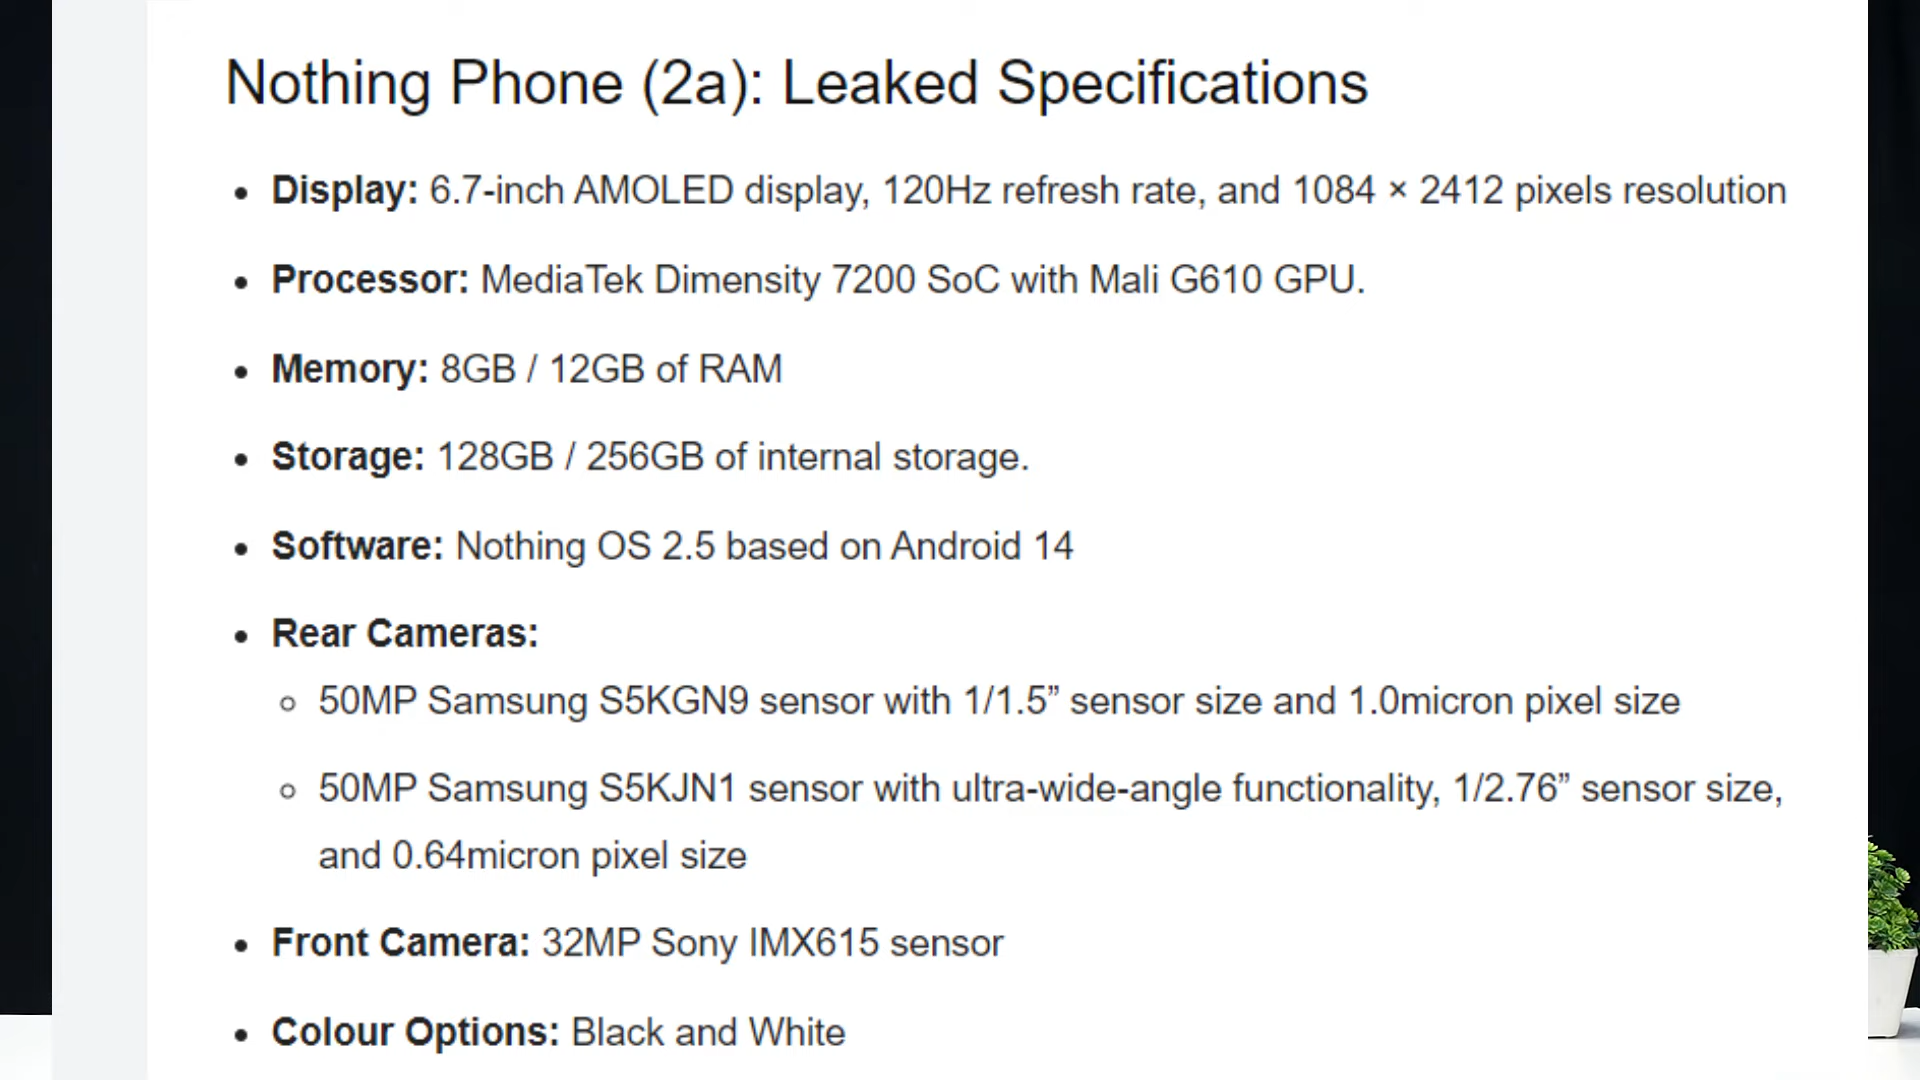 Nothing Phone (2a): Leaked Specifications
• Display: 6.7-inch AMOLED display, 120Hz refresh rate, and 1084 × 2412 pixels resolution
• Processor: MediaTek Dimensity 7200 SoC with Mali G610 GPU.
• Memory: 8GB / 12GB of RAM
• Storage: 128GB / 256GB of internal storage.
• Software: Nothing OS 2.5 based on Android 14
• Rear Cameras:
○ 50MP Samsung S5KGN9 sensor with 1/1.5” sensor size and 1.0micron pixel size
○ 50MP Samsung S5KJN1 sensor with ultra-wide-angle functionality, 1/2.76” sensor size,
and 0.64micron pixel size
• Front Camera: 32MP Sony IMX615 sensor
• Colour Options: Black and White